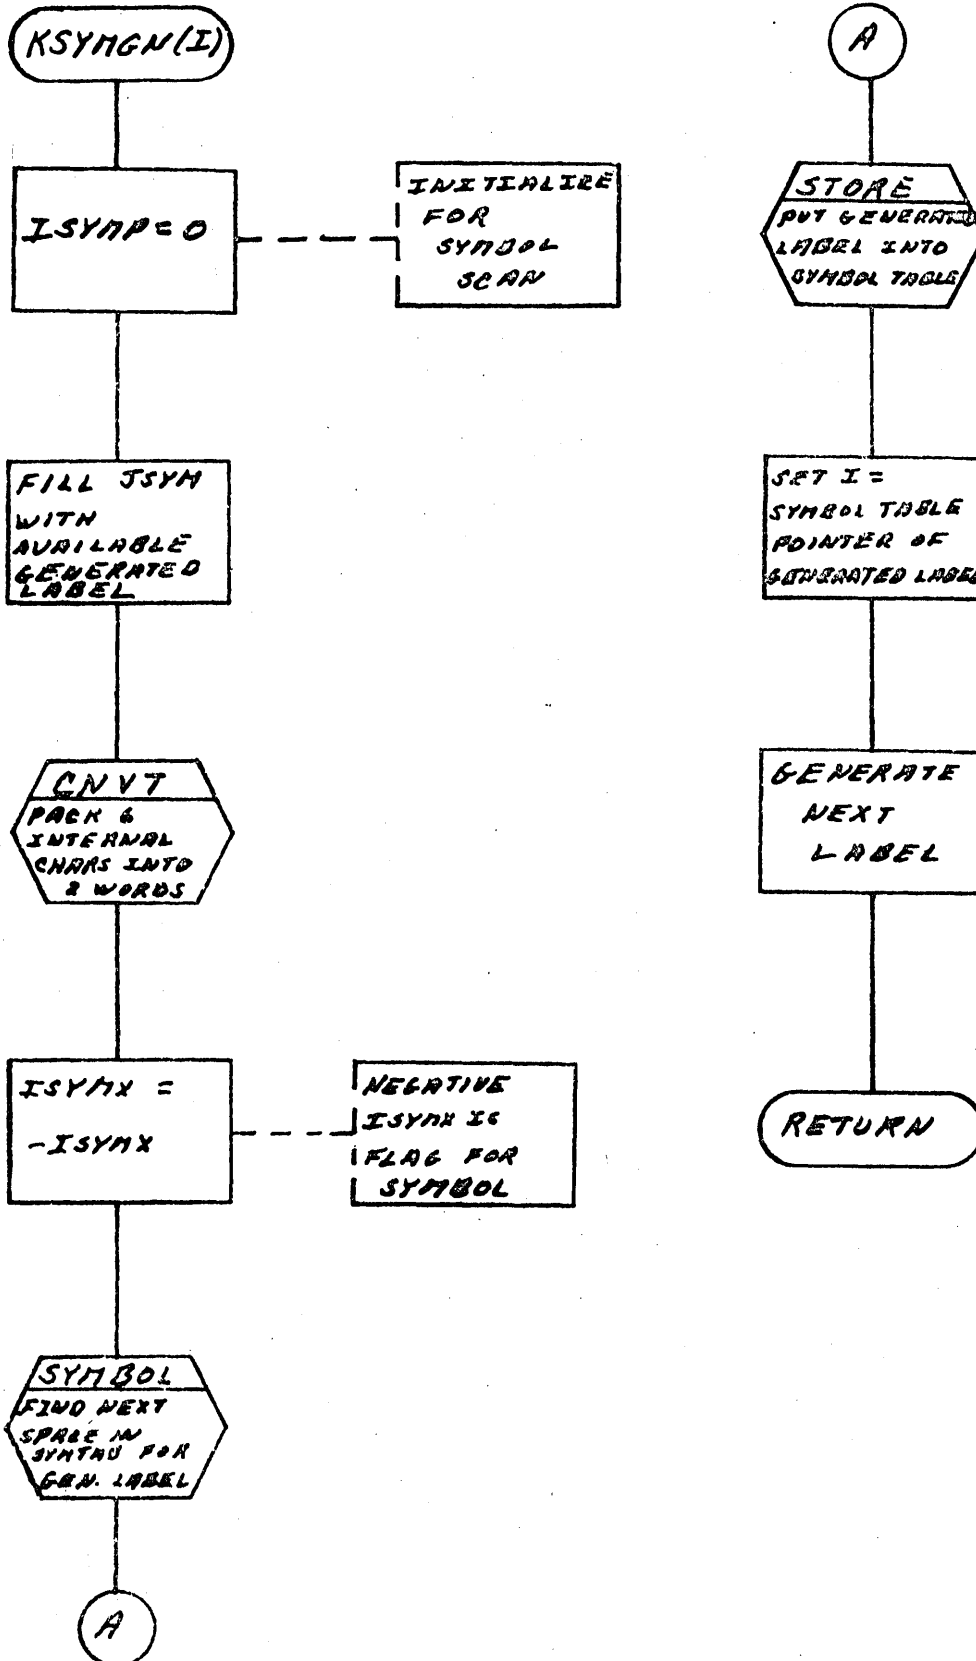 KSYMGN(I)
ISYMP=0
INITIALIZE
FOR
SYMBOL
SCAN
FILL JSYM
WITH
AVAILABLE
GENERATED
LABEL
CNVT
PACK 6
INTERNAL
CHARS INTO
2 WORDS
ISYMX =
-ISYMX
NEGATIVE
ISYMX IS
FLAG FOR
SYMBOL
SYMBOL
FIND NEXT
SPACE IN
SYMTAB FOR
GEN. LABEL
A
A
STORE
PUT GENERATED
LABEL INTO
SYMBOL TABLE
SET I =
SYMBOL TABLE
POINTER OF
GENERATED LABEL
GENERATE
NEXT
LABEL
RETURN